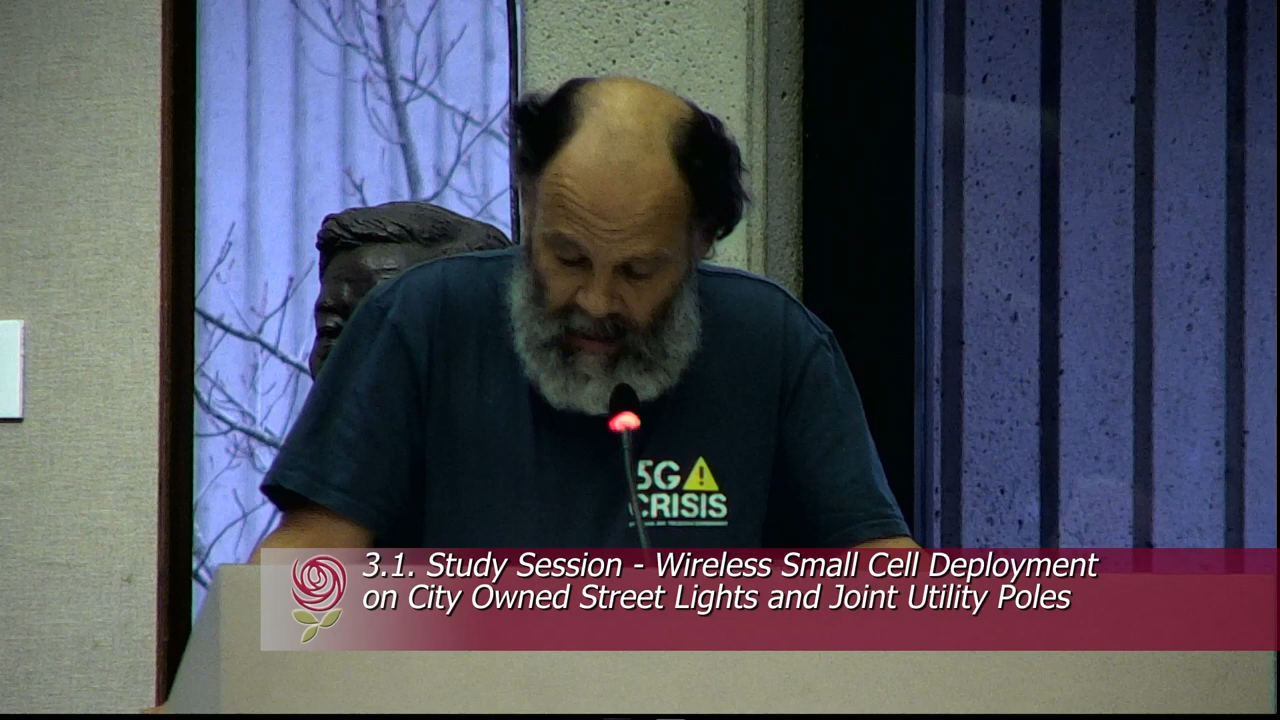 5G
CRISIS
3.1. Study Session - Wireless Small Cell Deployment
on City Owned Street Lights and Joint Utility Poles